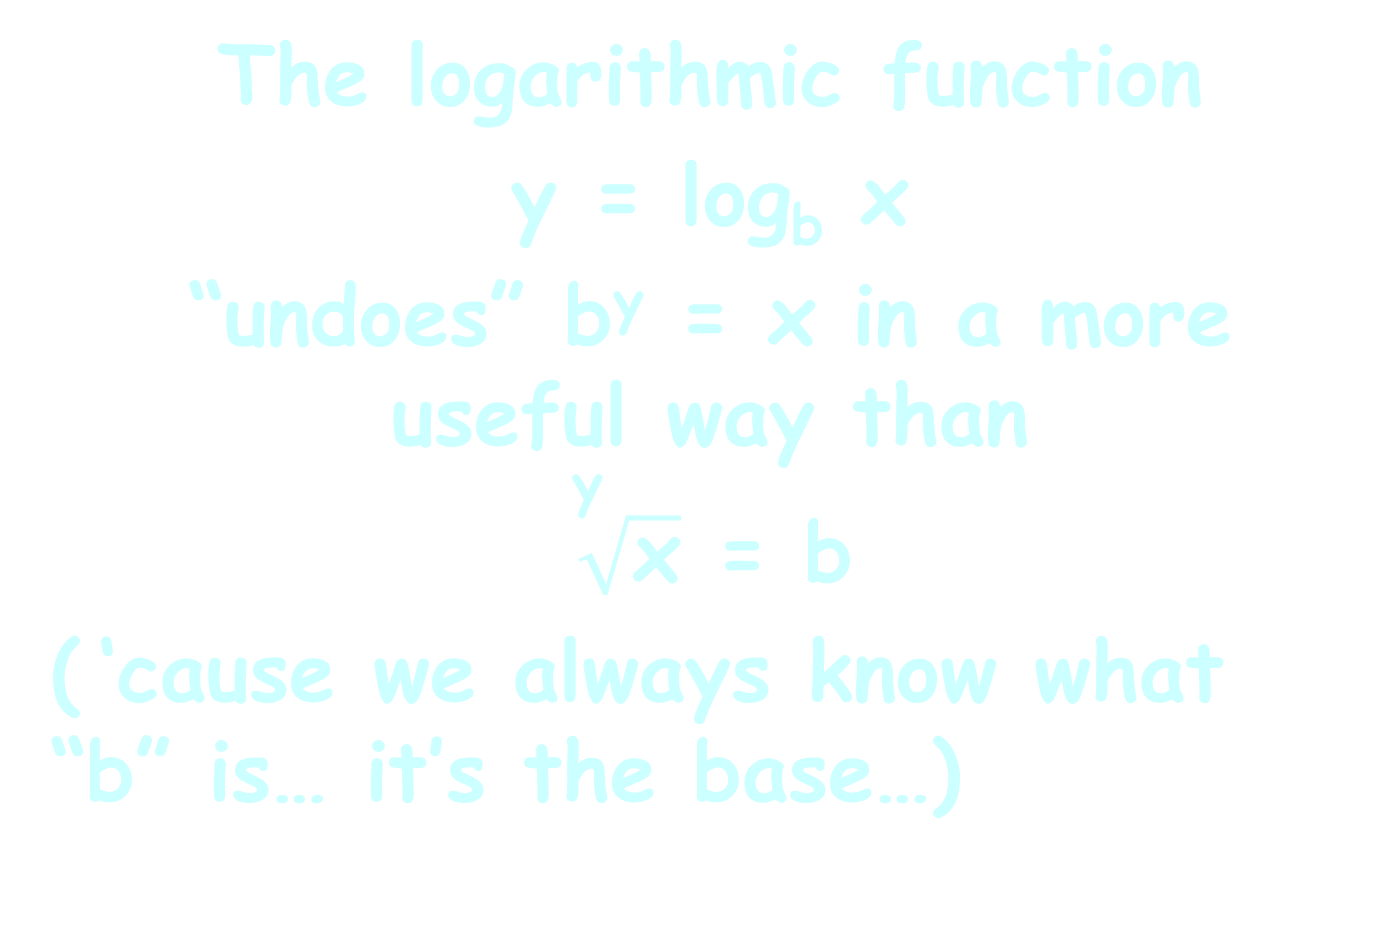 The logarithmic function
y = log_b x
“undoes” b^y = x in a more
useful way than
^y√x = b
( ‘cause we always know what
“b” is… it’s the base…)